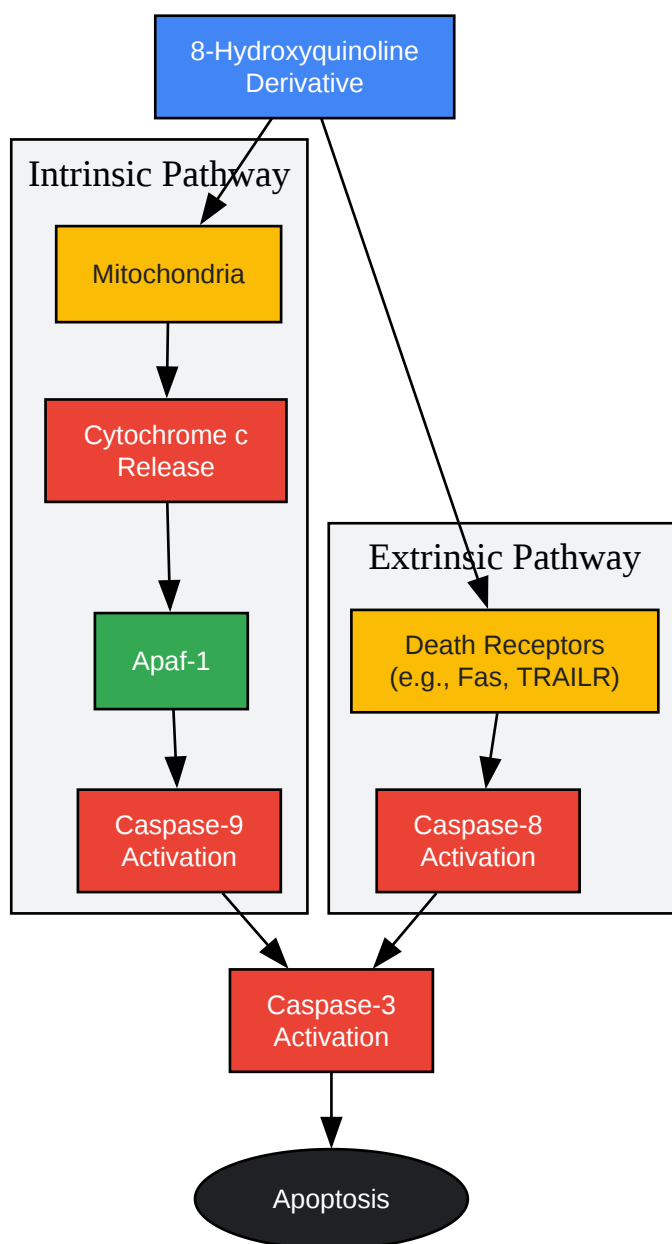 8-Hydroxyquinoline
Derivative
Intrinsic Pathway
Mitochondria
Cytochrome c
Release
Apaf-1
Caspase-9
Activation
Extrinsic Pathway
Death Receptors
(e.g., Fas, TRAILR)
Caspase-8
Activation
Caspase-3
Activation
Apoptosis